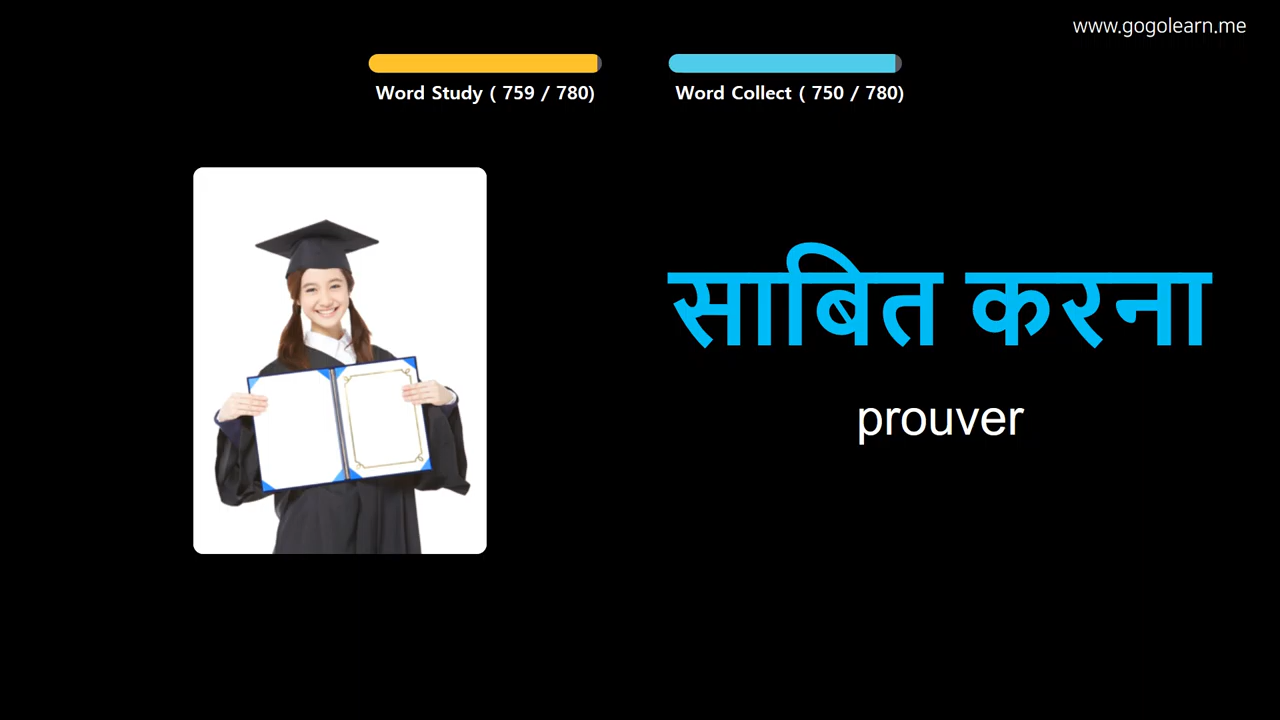 www.gogolearn.me
Word Study ( 759 / 780)
Word Collect ( 750 / 780)
साबित करना
prouver